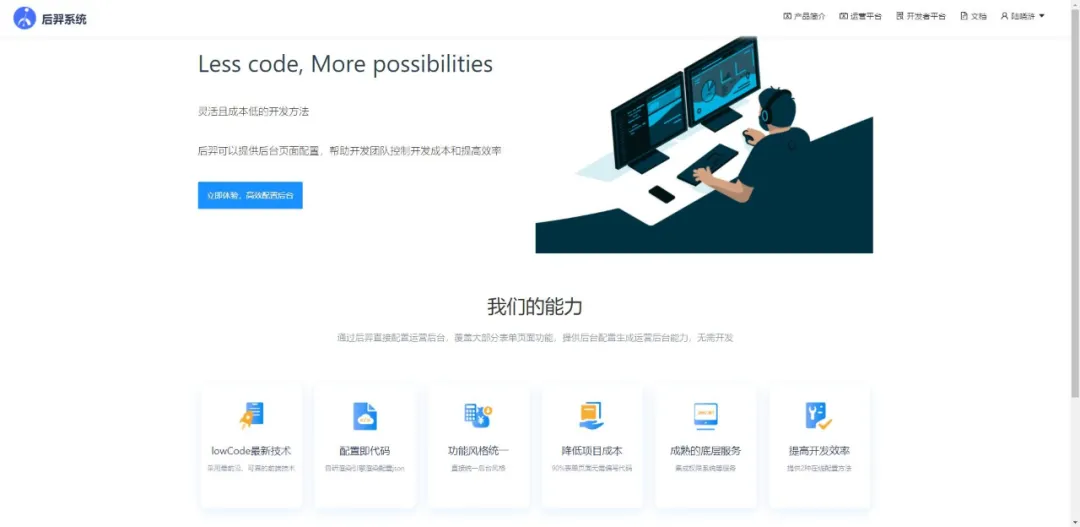 后羿系统
产品简介 运营平台 开发者平台 文档 陆晓游
Less code, More possibilities
灵活且成本低的开发方法
后羿可以提供后台页面配置，帮助开发团队控制开发成本和提高效率
立即体验，高效配置后台
我们的能力
通过后羿直接配置运营后台，覆盖大部分表单页面功能，提供后台配置生成运营后台能力，无需开发
lowCode最新技术 配置即代码 功能风格统一 降低项目成本 成熟的底层服务 提高开发效率
采用最前沿、可靠的前端技术 自研渲染引擎渲染配置json 直接统一后台风格 90%表单页面无需编写代码 集成权限系统等服务 提供2种在线配置方法